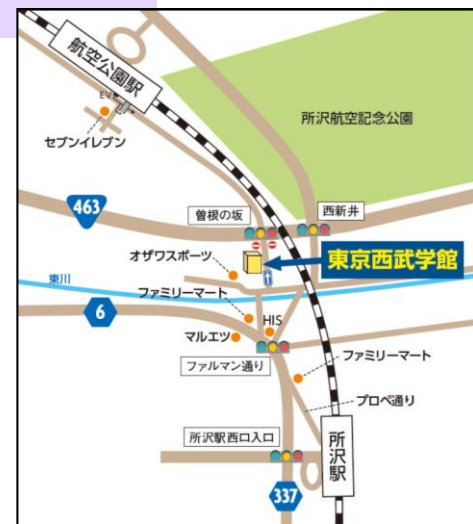 航空公園駅
EV
セブンイレブン
所沢航空記念公園
463
曽根の坂
西新井
オザワスポーツ
東京西武学館
東川
ファミリーマート
6
HIS
マルエツ
ファルマン通り
ファミリーマート
プロペ通り
所沢駅西口入口
所沢駅
337